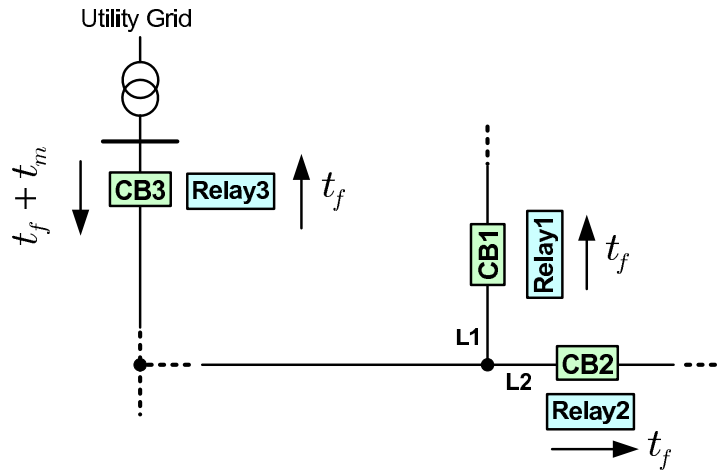 Utility Grid
t_f + t_m
CB3
Relay3
t_f
CB1
Relay1
t_f
L1
L2
CB2
Relay2
t_f